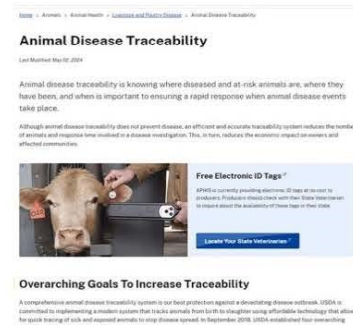 Home > Animals > Animal Health > Livestock and Poultry Disease > Animal Disease Traceability
Animal Disease Traceability
Last Modified: May 02, 2024
Animal disease traceability is knowing where diseased and at-risk animals are, where they
have been, and when is important to ensuring a rapid response when animal disease events
take place.
Although animal disease traceability does not prevent disease, an efficient and accurate traceability system reduces the number
of animals and response time involved in a disease investigation. This, in turn, reduces the economic impact on owners and
affected communities.
Free Electronic ID Tags
APHIS is currently providing electronic ID tags at no cost to
producers. Producers should check with their State Veterinarian
to inquire about the availability of these tags in their state.
Locate Your State Veterinarian
Overarching Goals To Increase Traceability
A comprehensive animal disease traceability system is our best protection against a devastating disease outbreak. USDA is
committed to implementing a modern system that tracks animals from birth to slaughter using affordable technology that allows
for quick tracing of sick and exposed animals to stop disease spread. In September 2018, USDA established four overarching